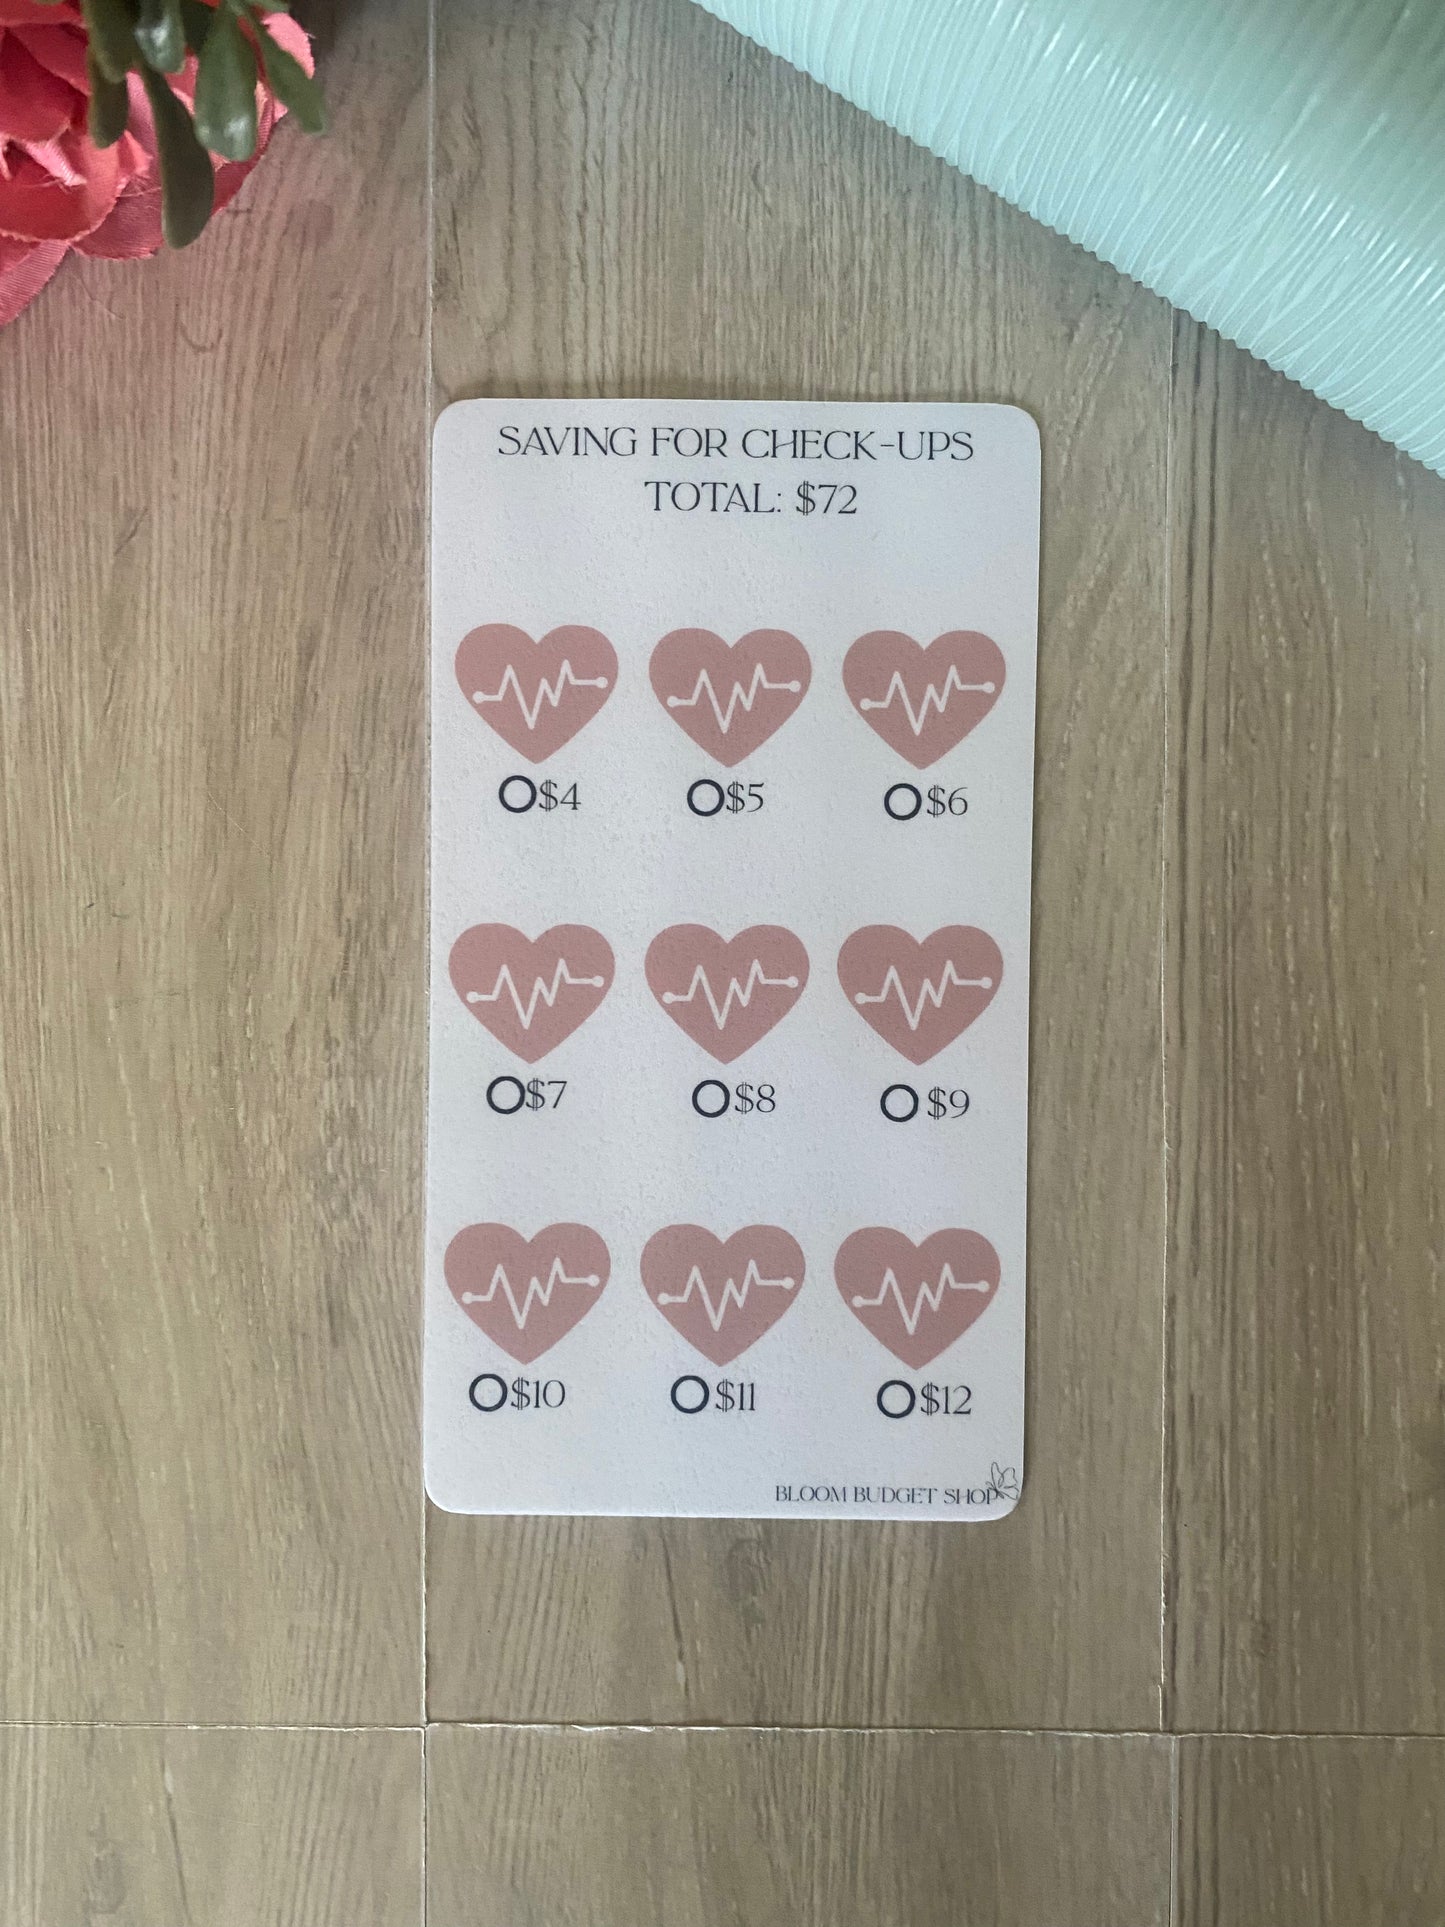 SAVING FOR CHECK-UPS
TOTAL: $72
$4 $5 $6
$7 $8 $9
$10 $11 $12
BLOOM BUDGET SHOP